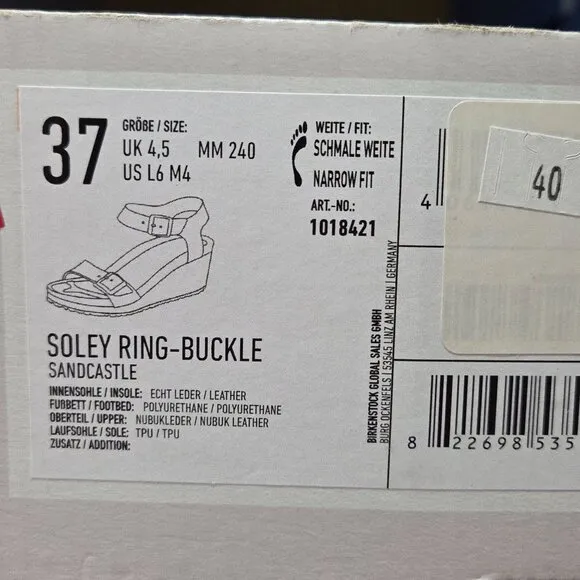 37
GRÖßE / SIZE:
UK 4,5 MM 240
US L6 M4
WEITE / FIT:
SCHMALE WEITE
NARROW FIT
ART.-NO.:
1018421
SOLEY RING-BUCKLE
SANDCASTLE
INNENSOHLE / INSOLE: ECHT LEDER / LEATHER
FUßBETT / FOOTBED: POLYURETHANE / POLYURETHANE
OBERTEIL / UPPER: NUBUKLEDER / NUBUK LEATHER
LAUFSOHLE / SOLE: TPU / TPU
ZUSATZ / ADDITION:
BIRKENSTOCK GLOBAL SALES GMBH
BURG OCKENFELS | 53545 LINZ AM RHEIN | GERMANY
4
40
8 22698 535